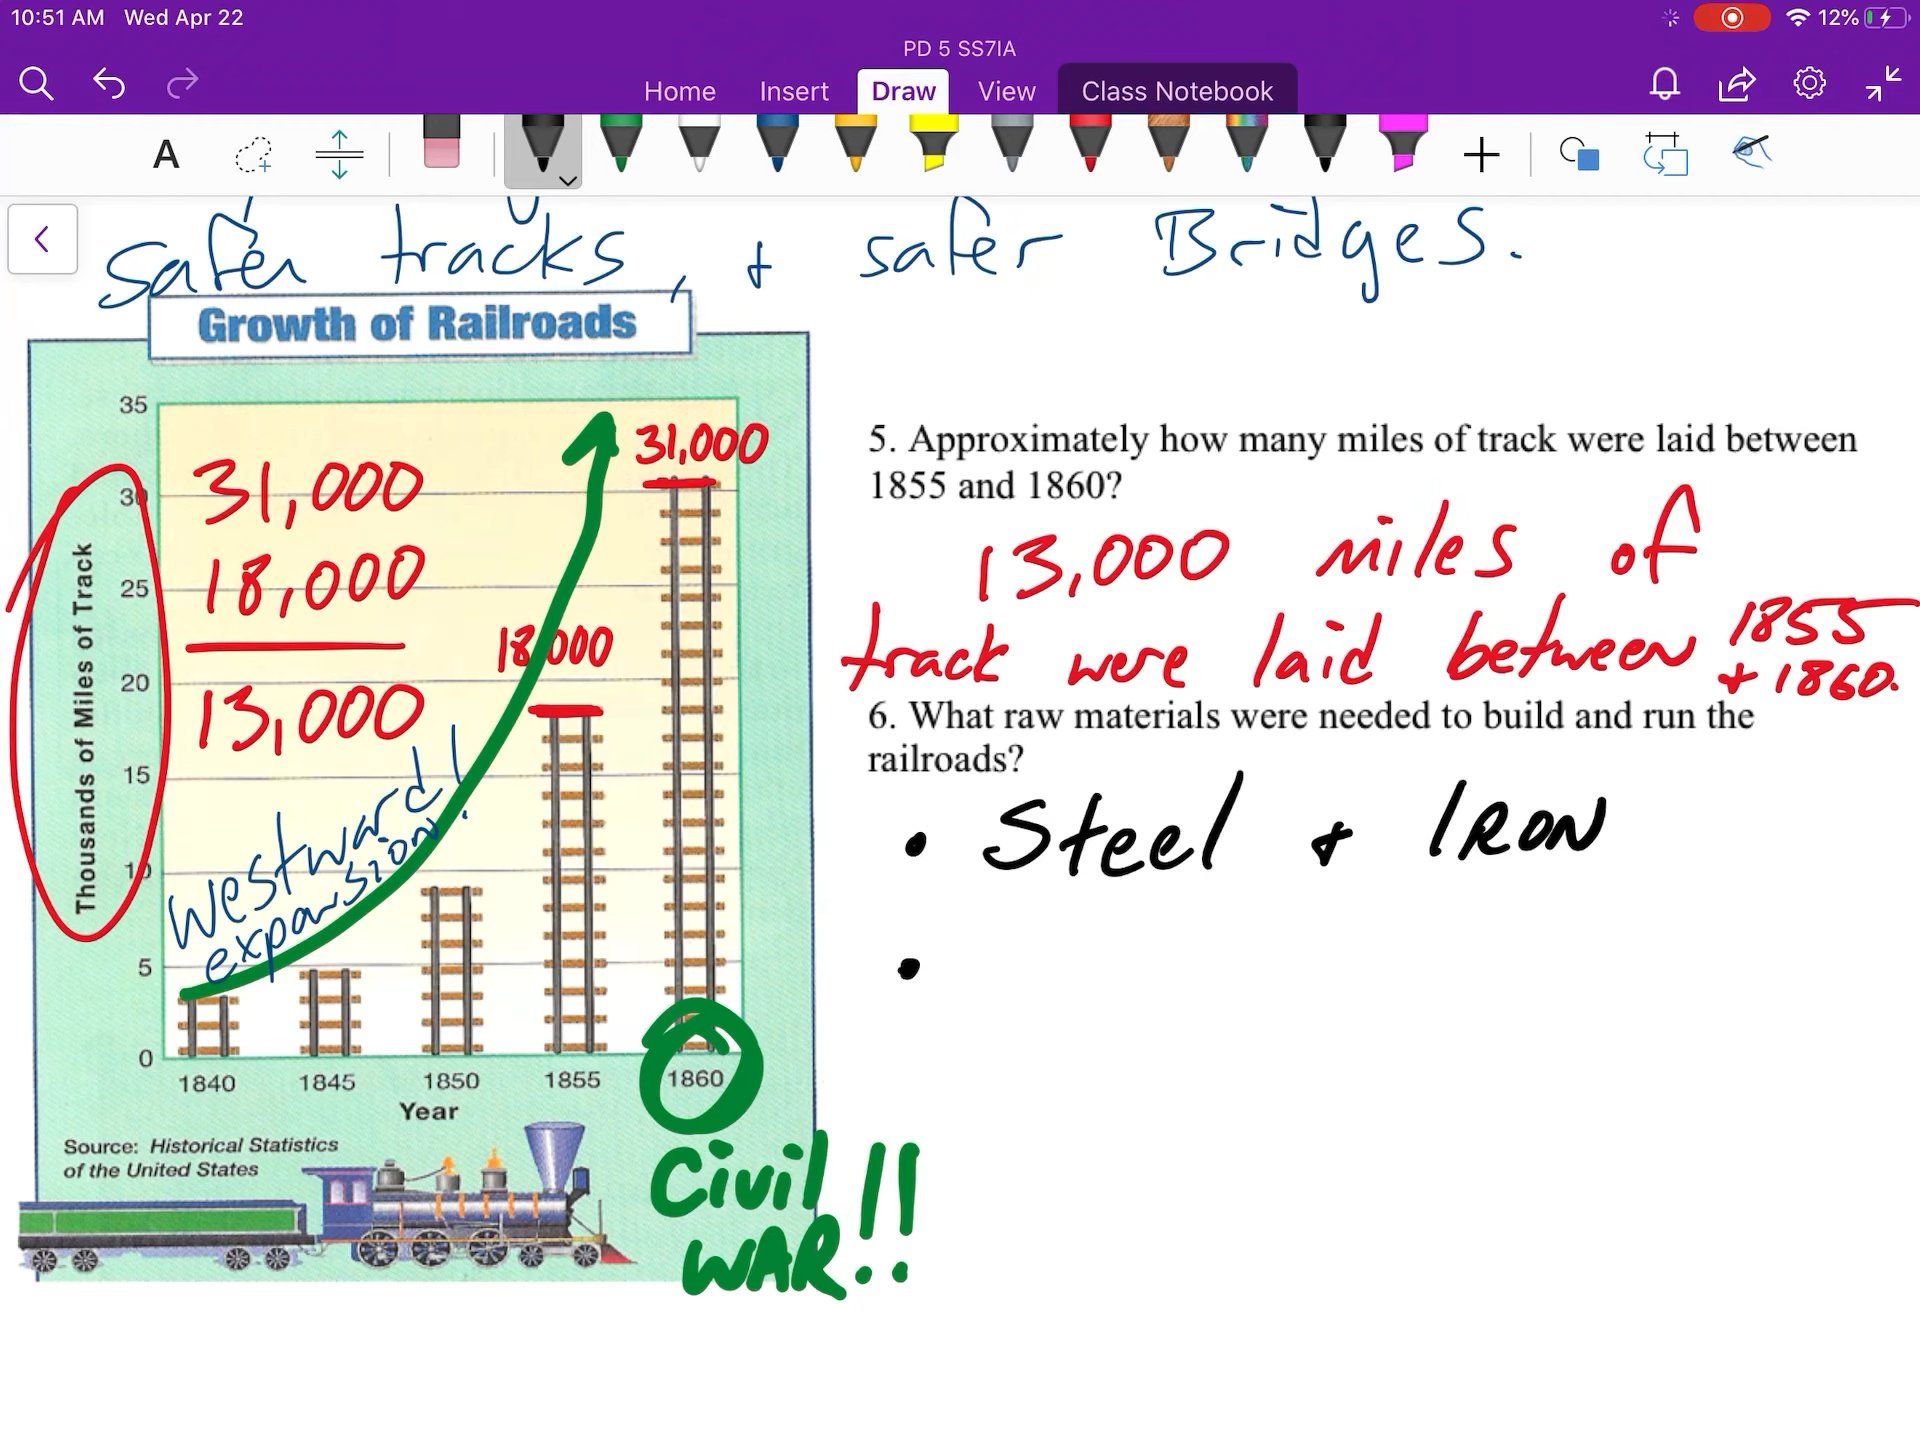 10:51 AM Wed Apr 22
12%
PD 5 SS7IA
Home Insert Draw View Class Notebook
A
safer tracks, + safer Bridges.
Growth of Railroads
35
30
25
20
15
10
5
0
Thousands of Miles of Track
31,000
18,000
13,000
18,000
31,000
Westward
expansion!
1840 1845 1850 1855 1860
Year
Source: Historical Statistics
of the United States
Civil
WAR!!
5. Approximately how many miles of track were laid between
1855 and 1860?
13,000 miles of
track were laid between 1855
+ 1860.
6. What raw materials were needed to build and run the
railroads?
• Steel + IRON
•